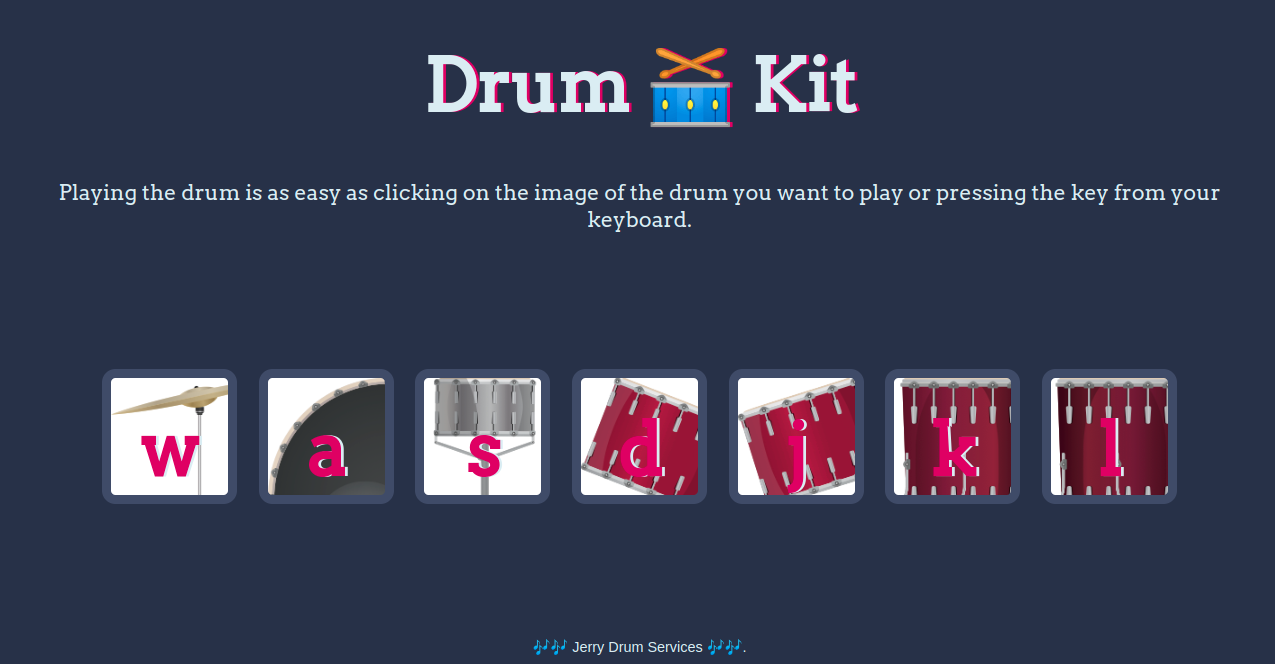 Drum 🥁 Kit
Playing the drum is as easy as clicking on the image of the drum you want to play or pressing the key from your
keyboard.
w a s d j k l
🎶🎶 Jerry Drum Services 🎶🎶.